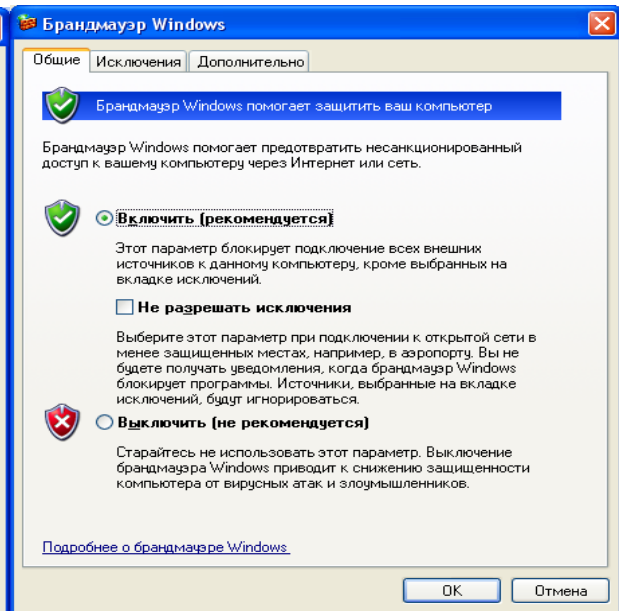 Брандмауэр Windows
Общие Исключения Дополнительно
Брандмауэр Windows помогает защитить ваш компьютер
Брандмауэр Windows помогает предотвратить несанкционированный
доступ к вашему компьютеру через Интернет или сеть.
Включить (рекомендуется)
Этот параметр блокирует подключение всех внешних
источников к данному компьютеру, кроме выбранных на
вкладке исключений.
Не разрешать исключения
Выберите этот параметр при подключении к открытой сети в
менее защищенных местах, например, в аэропорту. Вы не
будете получать уведомления, когда брандмауэр Windows
блокирует программы. Источники, выбранные на вкладке
исключений, будут игнорироваться.
Выключить (не рекомендуется)
Старайтесь не использовать этот параметр. Выключение
брандмауэра Windows приводит к снижению защищенности
компьютера от вирусных атак и злоумышленников.
Подробнее о брандмауэре Windows
OK Отмена